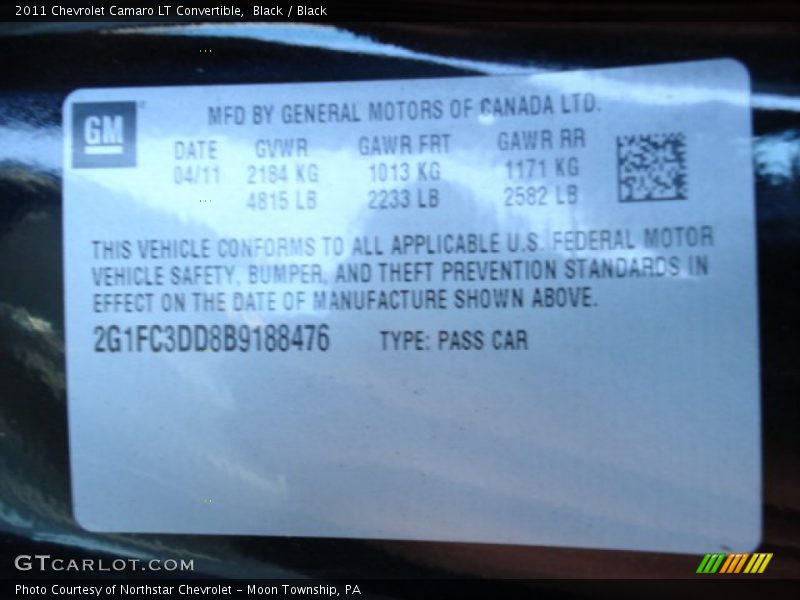 2011 Chevrolet Camaro LT Convertible, Black / Black
GM
MFD BY GENERAL MOTORS OF CANADA LTD.
DATE GVWR GAWR FRT GAWR RR
04/11 2184 KG 1013 KG 1171 KG
4815 LB 2233 LB 2582 LB
THIS VEHICLE CONFORMS TO ALL APPLICABLE U.S. FEDERAL MOTOR
VEHICLE SAFETY, BUMPER, AND THEFT PREVENTION STANDARDS IN
EFFECT ON THE DATE OF MANUFACTURE SHOWN ABOVE.
2G1FC3DD8B9188476 TYPE: PASS CAR
GTCARLOT.COM
Photo Courtesy of Northstar Chevrolet - Moon Township, PA